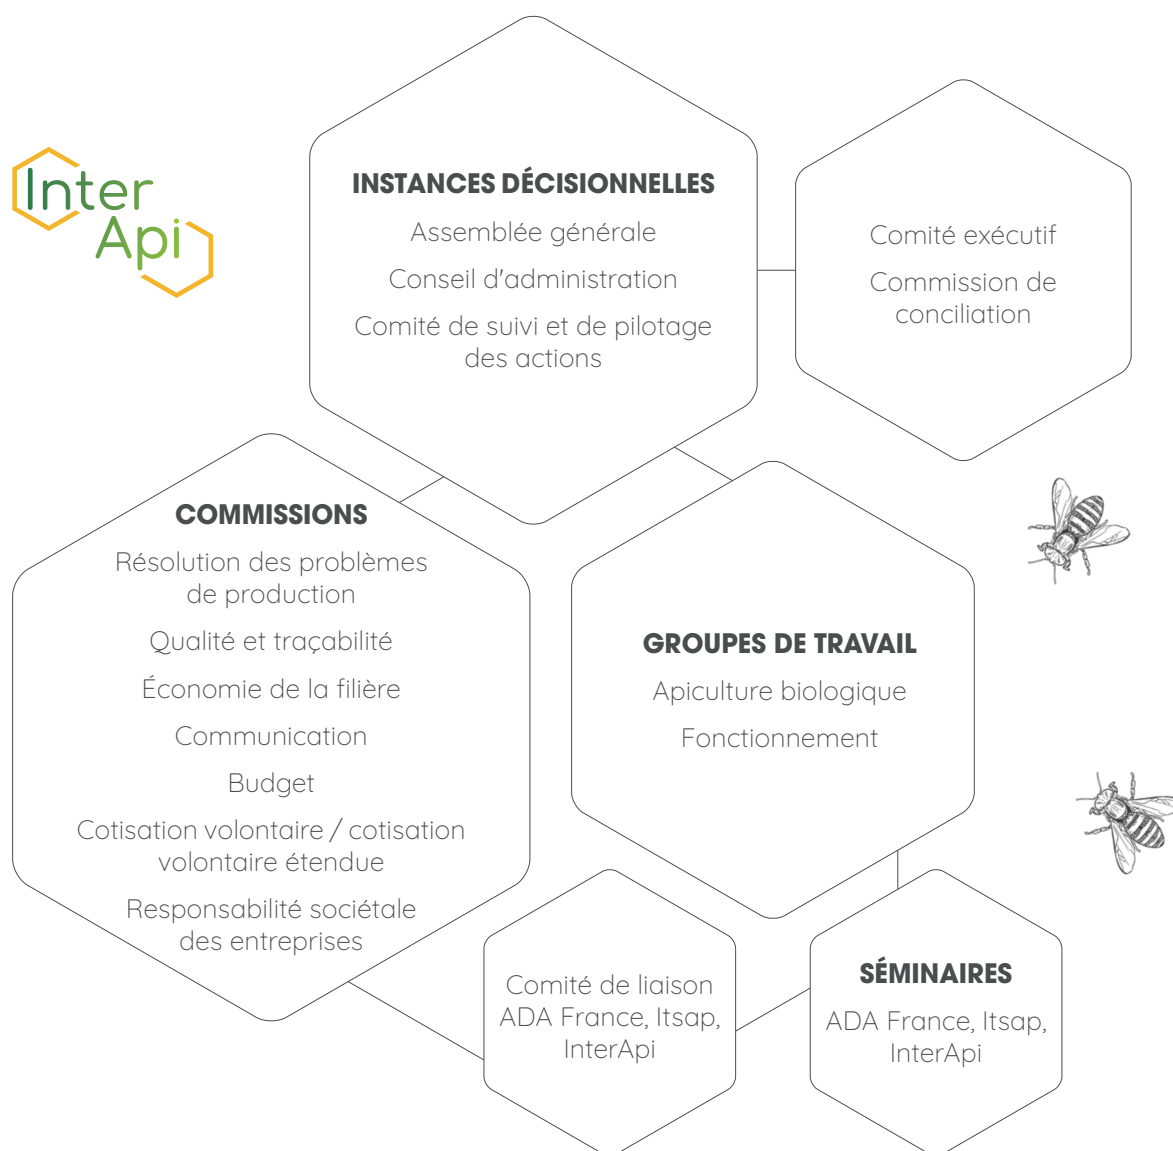 Inter
Api
INSTANCES DÉCISIONNELLES
Assemblée générale
Conseil d'administration
Comité de suivi et de pilotage
des actions
Comité exécutif
Commission de
conciliation
COMMISSIONS
Résolution des problèmes
de production
Qualité et traçabilité
Économie de la filière
Communication
Budget
Cotisation volontaire / cotisation
volontaire étendue
Responsabilité sociétale
des entreprises
GROUPES DE TRAVAIL
Apiculture biologique
Fonctionnement
Comité de liaison
ADA France, Itsap,
InterApi
SÉMINAIRES
ADA France, Itsap,
InterApi